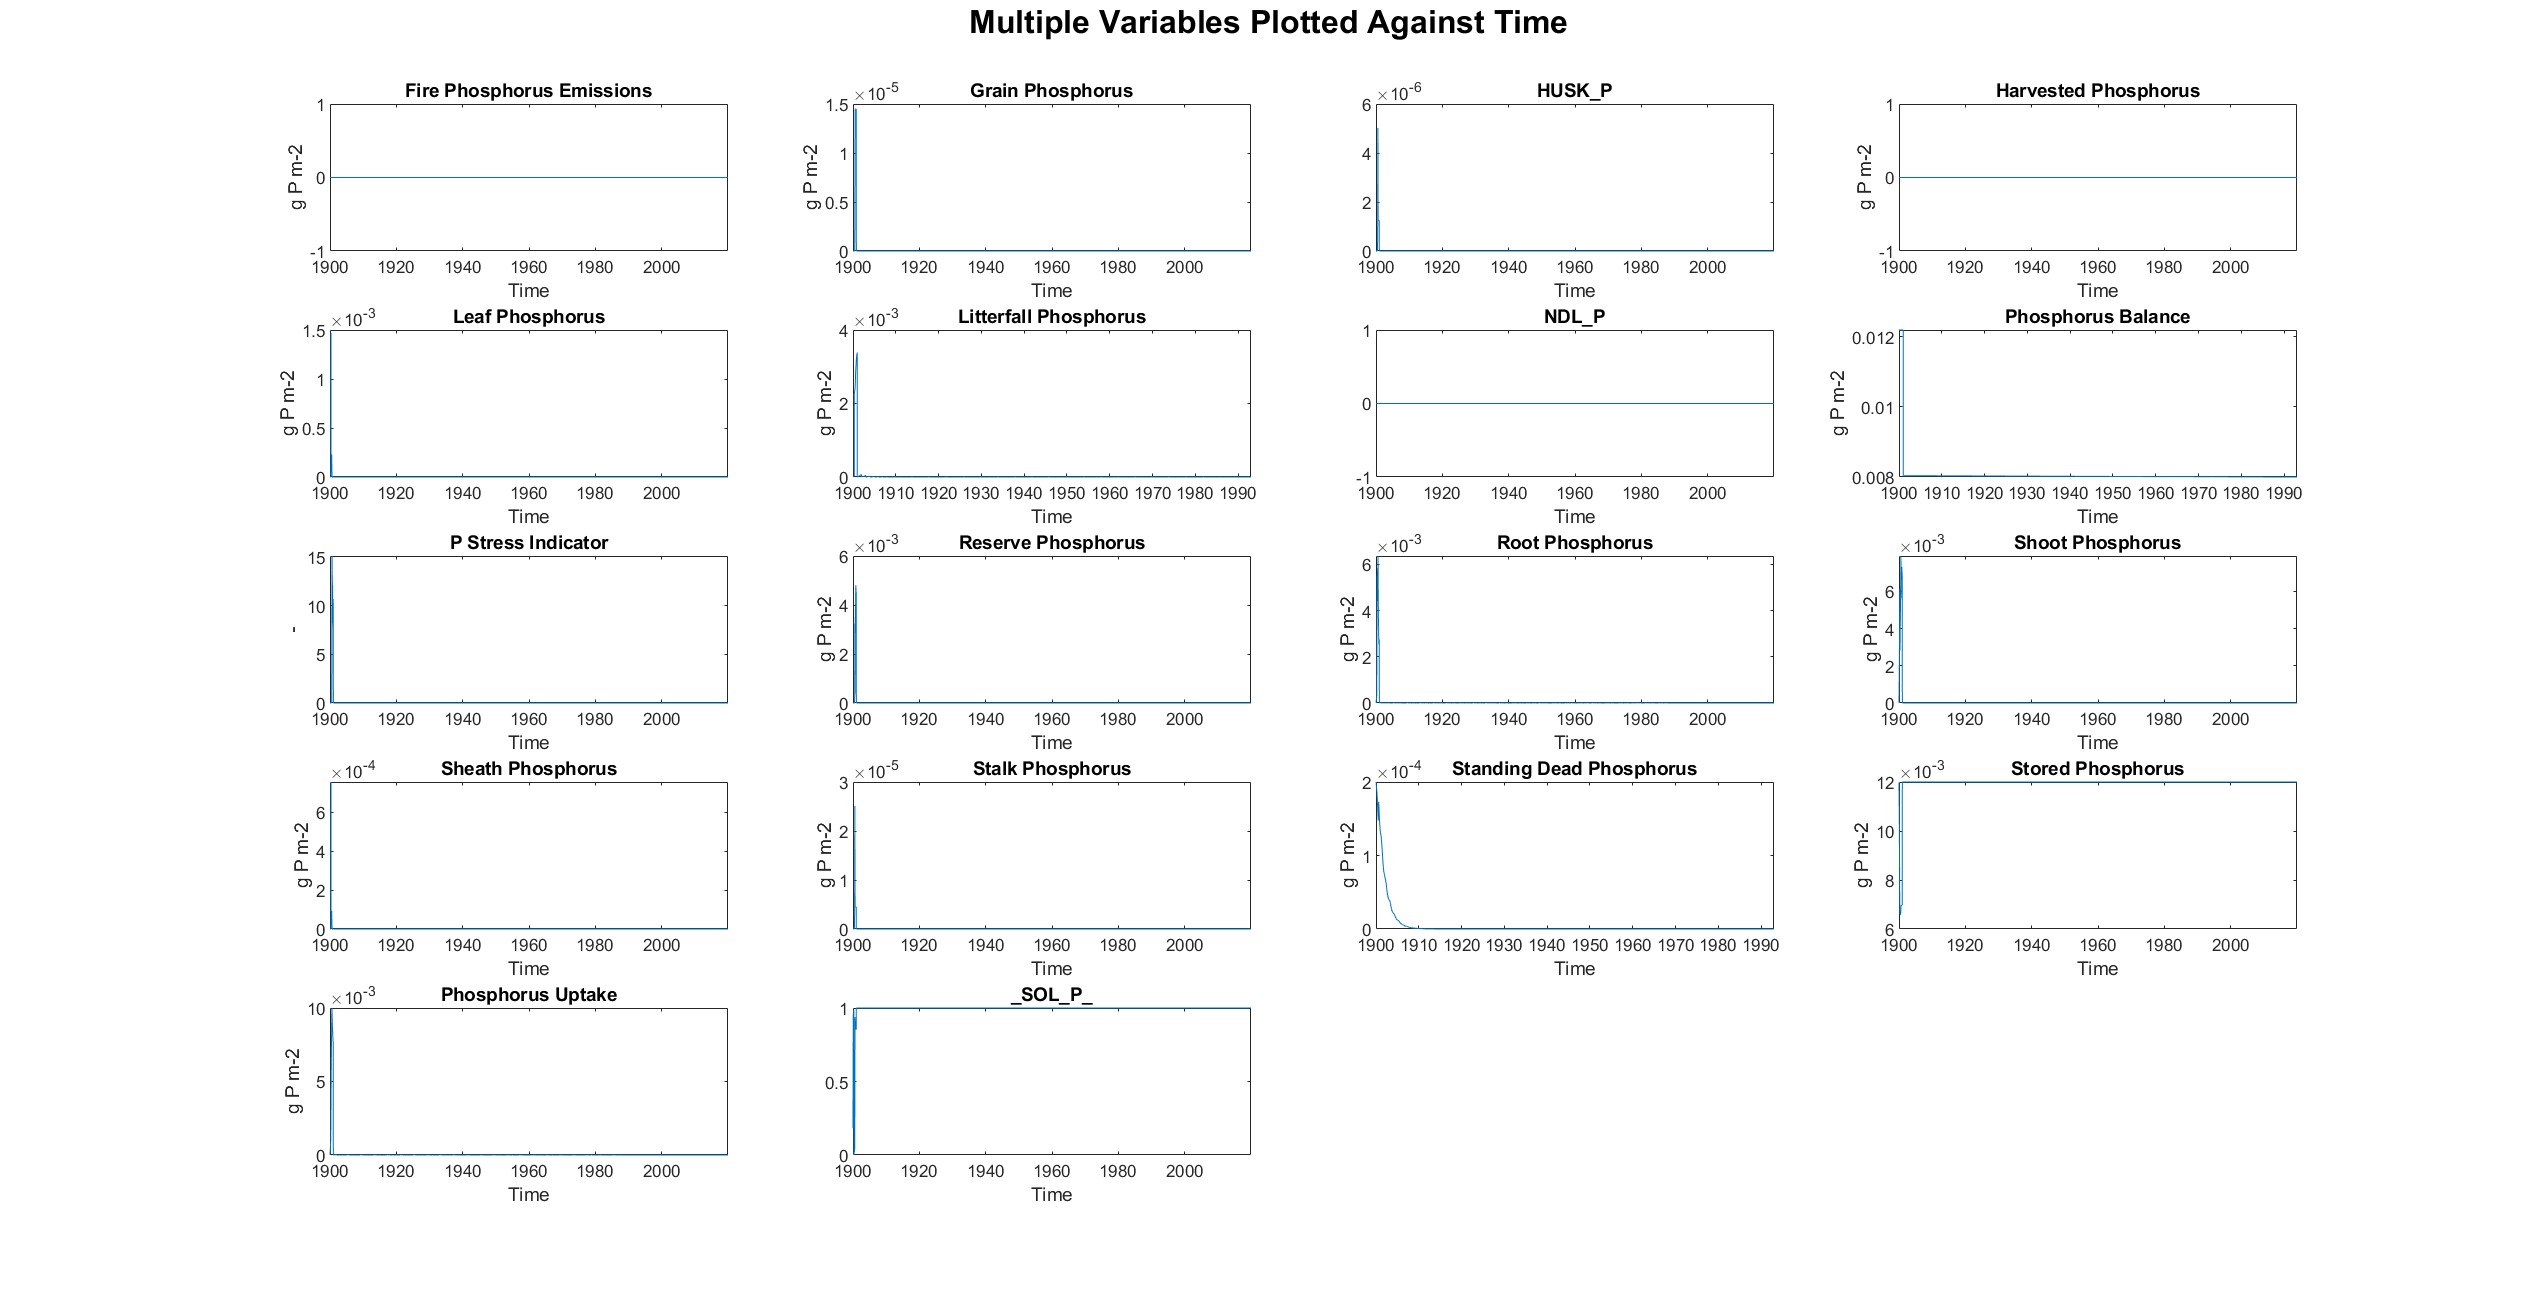 Multiple Variables Plotted Against Time
Fire Phosphorus Emissions
g P m-2
1
0
-1
1900 1920 1940 1960 1980 2000
Time
Grain Phosphorus
×10-5
g P m-2
1.5
1
0.5
0
1900 1920 1940 1960 1980 2000
Time
HUSK_P
×10-6
6
4
2
0
1900 1920 1940 1960 1980 2000
Time
Harvested Phosphorus
g P m-2
1
0
-1
1900 1920 1940 1960 1980 2000
Time
Leaf Phosphorus
×10-3
g P m-2
1.5
1
0.5
0
1900 1920 1940 1960 1980 2000
Time
Litterfall Phosphorus
×10-3
g P m-2
4
2
0
1900 1910 1920 1930 1940 1950 1960 1970 1980 1990
Time
NDL_P
1
0
-1
1900 1920 1940 1960 1980 2000
Time
Phosphorus Balance
g P m-2
0.012
0.01
0.008
1900 1910 1920 1930 1940 1950 1960 1970 1980 1990
Time
P Stress Indicator
-
15
10
5
0
1900 1920 1940 1960 1980 2000
Time
Reserve Phosphorus
×10-3
g P m-2
6
4
2
0
1900 1920 1940 1960 1980 2000
Time
Root Phosphorus
×10-3
g P m-2
6
4
2
0
1900 1920 1940 1960 1980 2000
Time
Shoot Phosphorus
×10-3
g P m-2
6
4
2
0
1900 1920 1940 1960 1980 2000
Time
Sheath Phosphorus
×10-4
g P m-2
6
4
2
0
1900 1920 1940 1960 1980 2000
Time
Stalk Phosphorus
×10-5
g P m-2
3
2
1
0
1900 1920 1940 1960 1980 2000
Time
Standing Dead Phosphorus
×10-4
g P m-2
2
1
0
1900 1910 1920 1930 1940 1950 1960 1970 1980 1990
Time
Stored Phosphorus
×10-3
g P m-2
12
10
8
6
1900 1920 1940 1960 1980 2000
Time
Phosphorus Uptake
×10-3
g P m-2
10
5
0
1900 1920 1940 1960 1980 2000
Time
_SOL_P_
1
0.5
0
1900 1920 1940 1960 1980 2000
Time